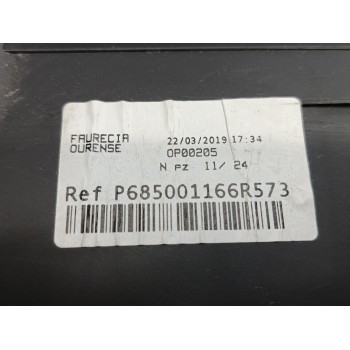 FAURECIA 22/03/2019 17:34
OURENSE OP00205
N pz 11/ 24
Ref P685001166R573